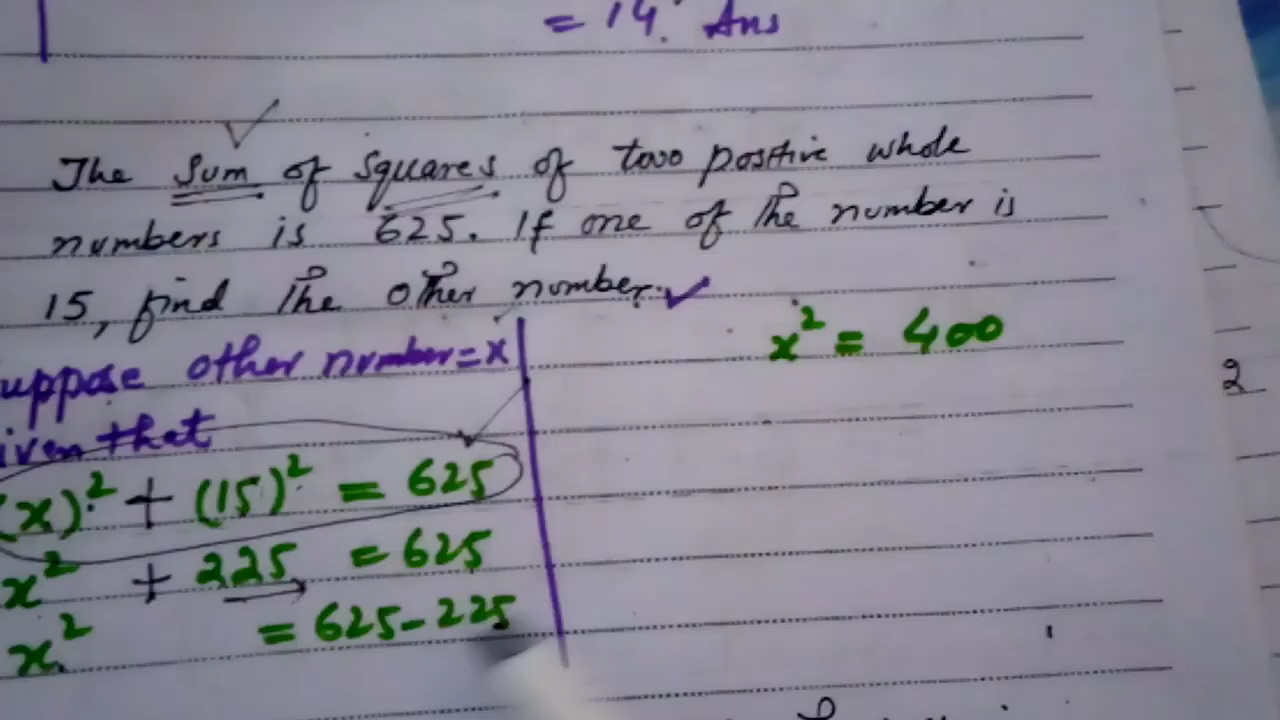 = 14. Ans
The Sum of Squares of two positive whole
numbers is 625. If one of the number is
15, find the other number.
uppose other number = x
iven that
(x)² + (15)² = 625
x² + 225 = 625
x² = 625 - 225
x² = 400
2